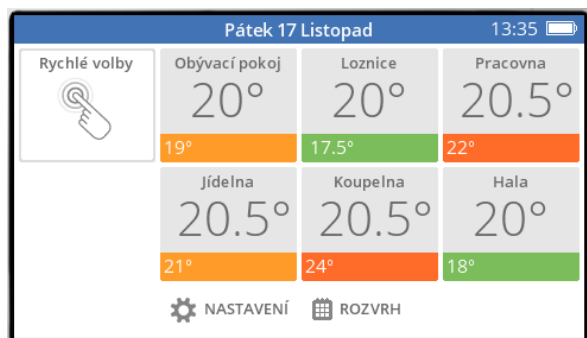 Pátek 17 Listopad 13:35
Rychlé volby
Obývací pokoj Loznice Pracovna
20° 20° 20.5°
19° 17.5° 22°
Jídelna Koupelna Hala
20.5° 20.5° 20°
21° 24° 18°
NASTAVENÍ ROZVRH